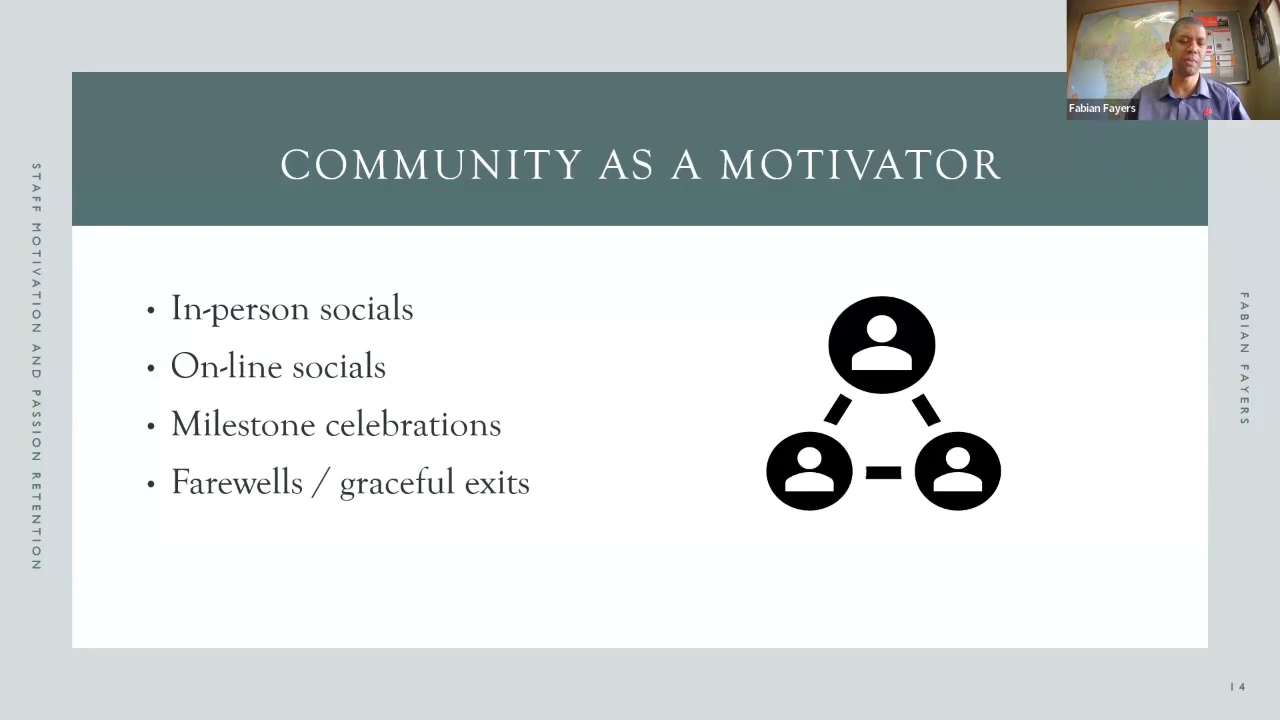 Fabian Fayers
COMMUNITY AS A MOTIVATOR
STAFF MOTIVATION AND PASSION RETENTION
• In-person socials
• On-line socials
• Milestone celebrations
• Farewells / graceful exits
FABIAN FAYERS
14